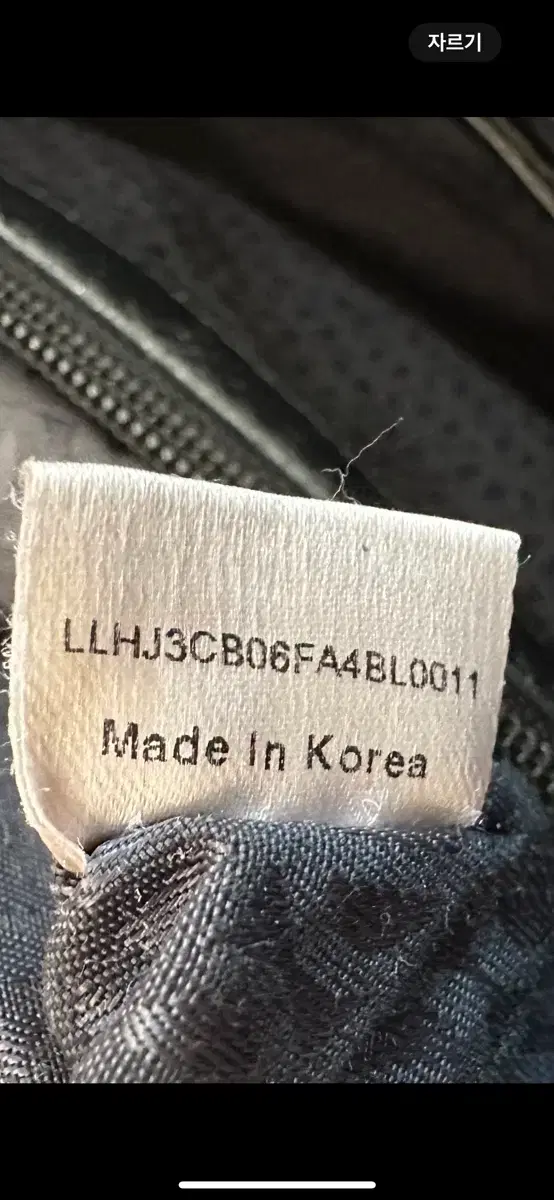 자르기
LLHJ3CB06FA4BL0011
Made In Korea